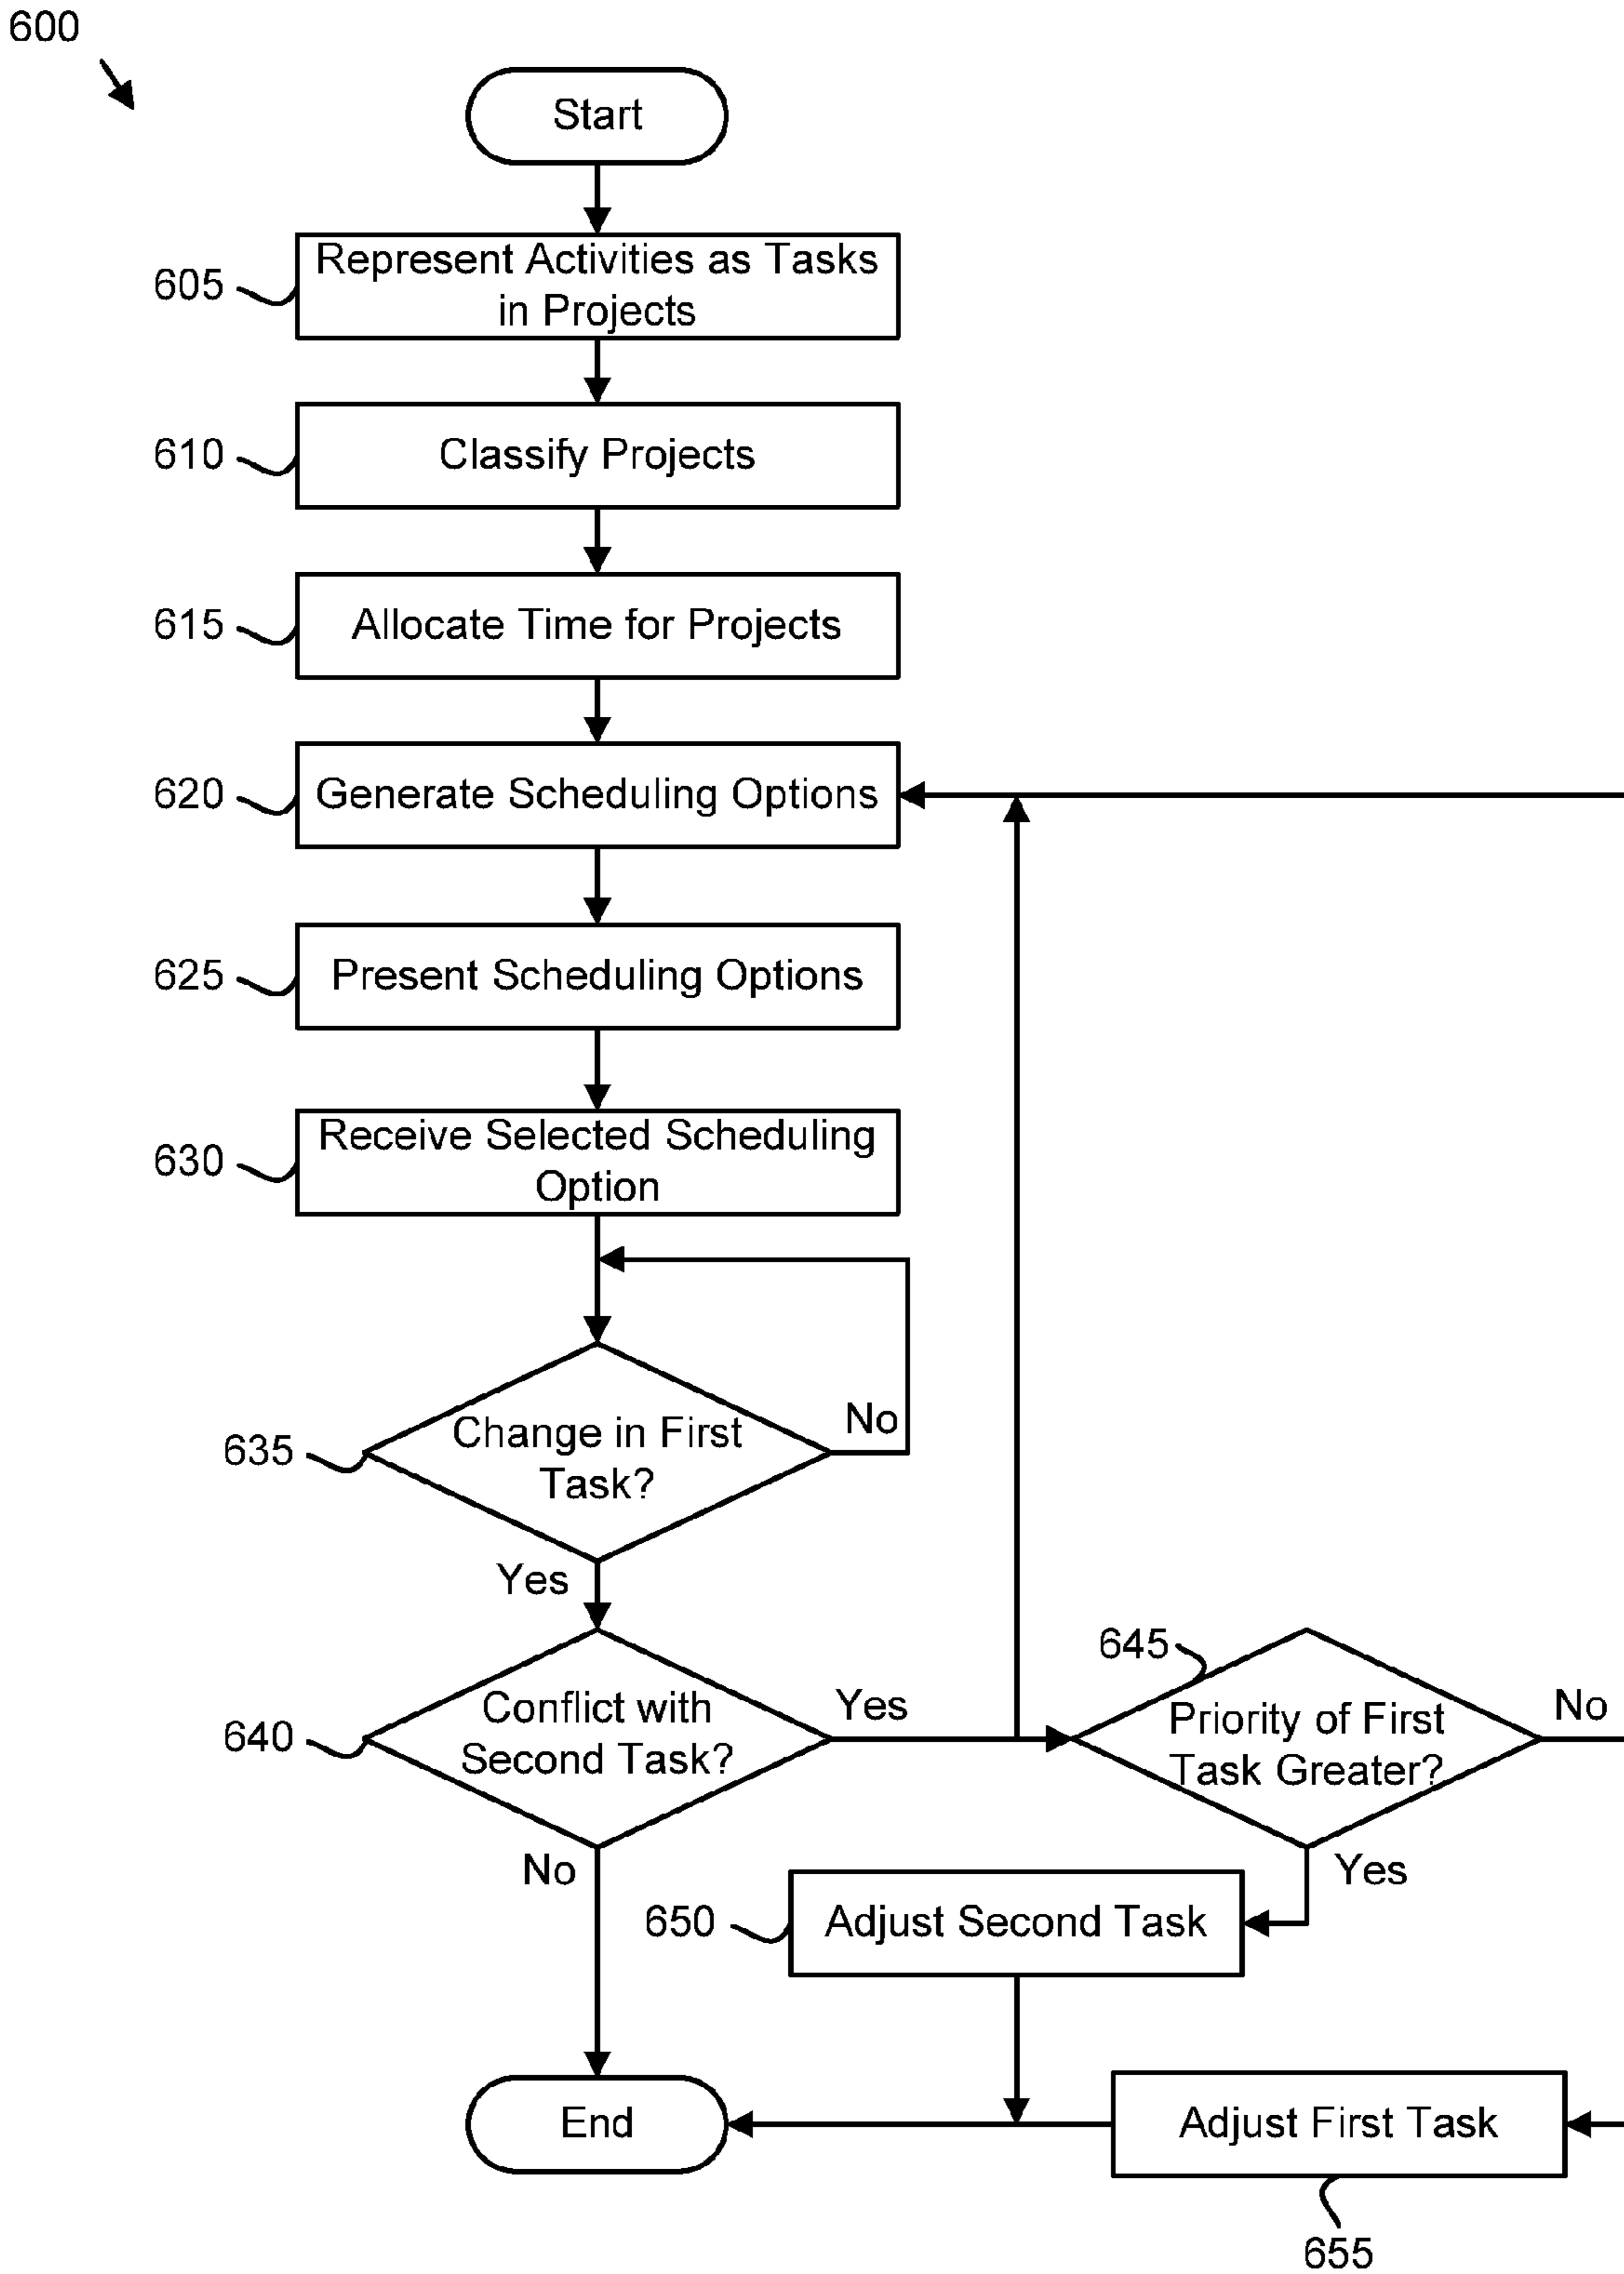 600
Start
605
Represent Activities as Tasks
in Projects
610
Classify Projects
615
Allocate Time for Projects
620
Generate Scheduling Options
625
Present Scheduling Options
630
Receive Selected Scheduling
Option
635
Change in First
Task?
No
Yes
640
Conflict with
Second Task?
Yes
No
645
Priority of First
Task Greater?
No
Yes
650
Adjust Second Task
End
Adjust First Task
655